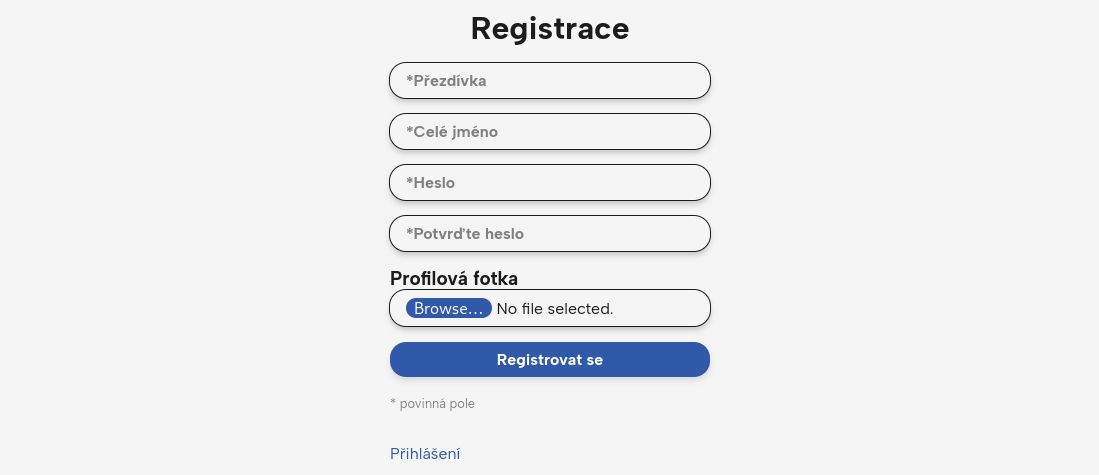 Registrace
*Přezdívka
*Celé jméno
*Heslo
*Potvrďte heslo
Profilová fotka
Browse... No file selected.
Registrovat se
* povinná pole
Přihlášení